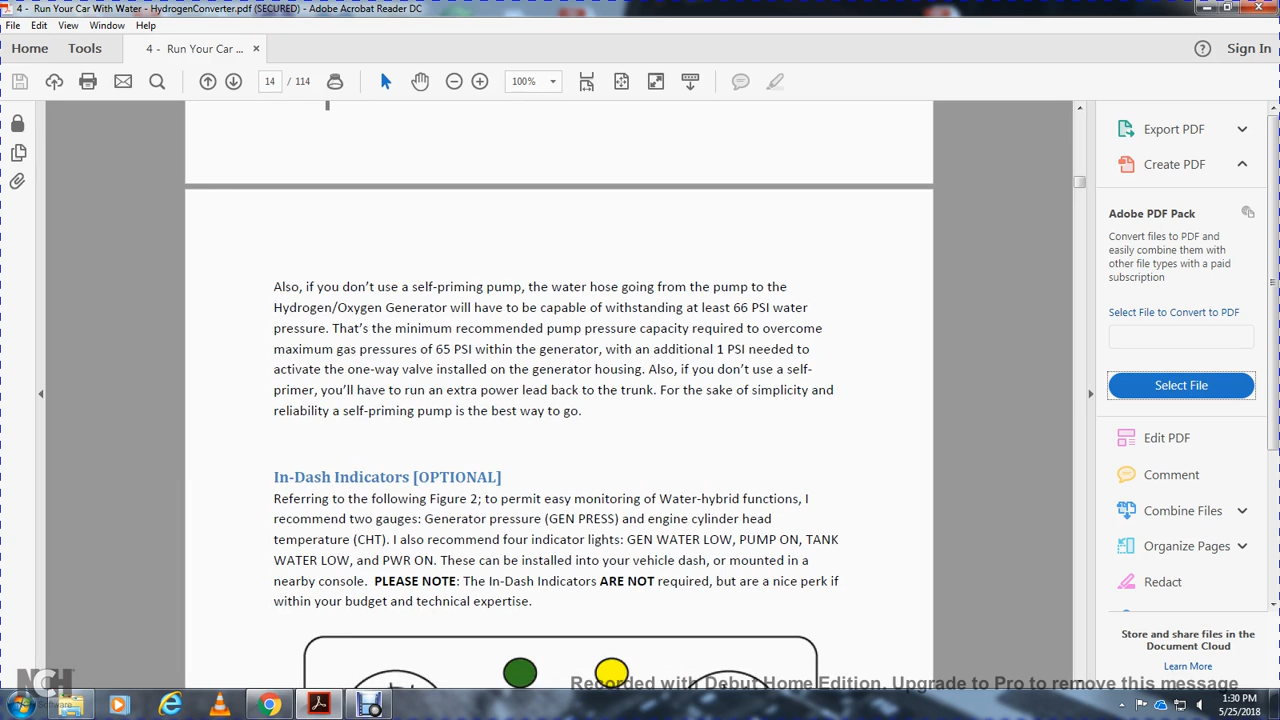 4 - Run Your Car With Water - HydrogenConverter.pdf (SECURED) - Adobe Acrobat Reader DC
File Edit View Window Help
Home Tools 4 - Run Your Car ... × Sign In
14 / 114 100%
Also, if you don’t use a self-priming pump, the water hose going from the pump to the
Hydrogen/Oxygen Generator will have to be capable of withstanding at least 66 PSI water
pressure. That’s the minimum recommended pump pressure capacity required to overcome
maximum gas pressures of 65 PSI within the generator, with an additional 1 PSI needed to
activate the one-way valve installed on the generator housing. Also, if you don’t use a self-
primer, you’ll have to run an extra power lead back to the trunk. For the sake of simplicity and
reliability a self-priming pump is the best way to go.
In-Dash Indicators [OPTIONAL]
Referring to the following Figure 2; to permit easy monitoring of Water-hybrid functions, I
recommend two gauges: Generator pressure (GEN PRESS) and engine cylinder head
temperature (CHT). I also recommend four indicator lights: GEN WATER LOW, PUMP ON, TANK
WATER LOW, and PWR ON. These can be installed into your vehicle dash, or mounted in a
nearby console. PLEASE NOTE: The In-Dash Indicators ARE NOT required, but are a nice perk if
within your budget and technical expertise.
Export PDF
Create PDF
Adobe PDF Pack
Convert files to PDF and
easily combine them with
other file types with a paid
subscription
Select File to Convert to PDF
Select File
Edit PDF
Comment
Combine Files
Organize Pages
Redact
Store and share files in the
Document Cloud
Learn More
NCH
Software
Recorded with Debut Home Edition. Upgrade to Pro to remove this message
1:30 PM
5/25/2018